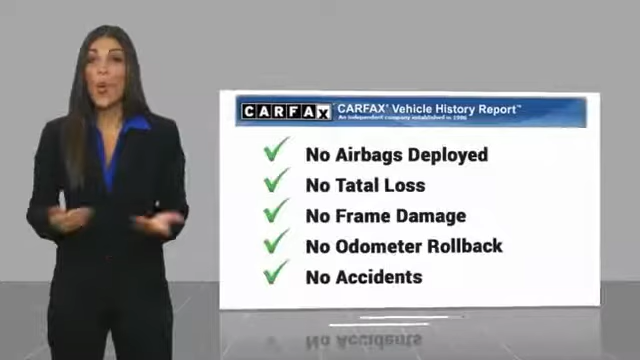 CARFAX CARFAX® Vehicle History Report™
An independent company established in 1986
No Airbags Deployed
No Tatal Loss
No Frame Damage
No Odometer Rollback
No Accidents